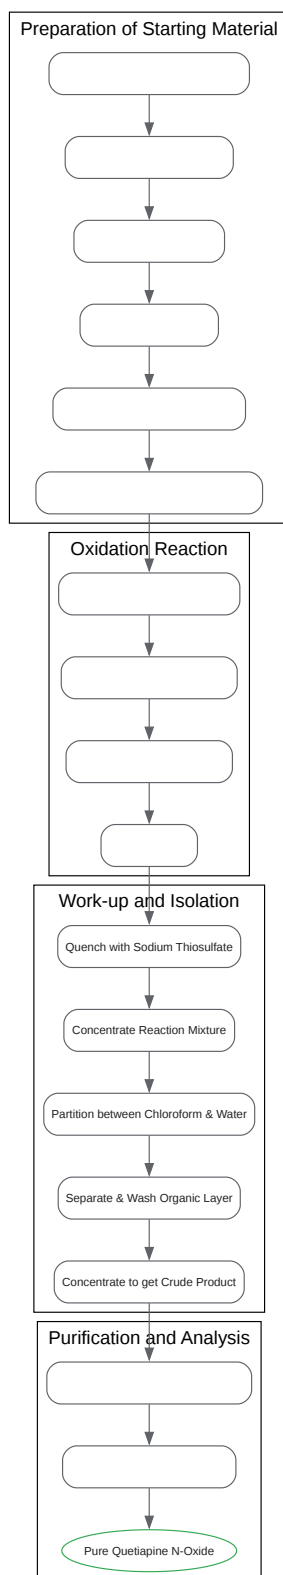 Preparation of Starting Material
Oxidation Reaction
Work-up and Isolation
Quench with Sodium Thiosulfate
Concentrate Reaction Mixture
Partition between Chloroform & Water
Separate & Wash Organic Layer
Concentrate to get Crude Product
Purification and Analysis
Pure Quetiapine N-Oxide